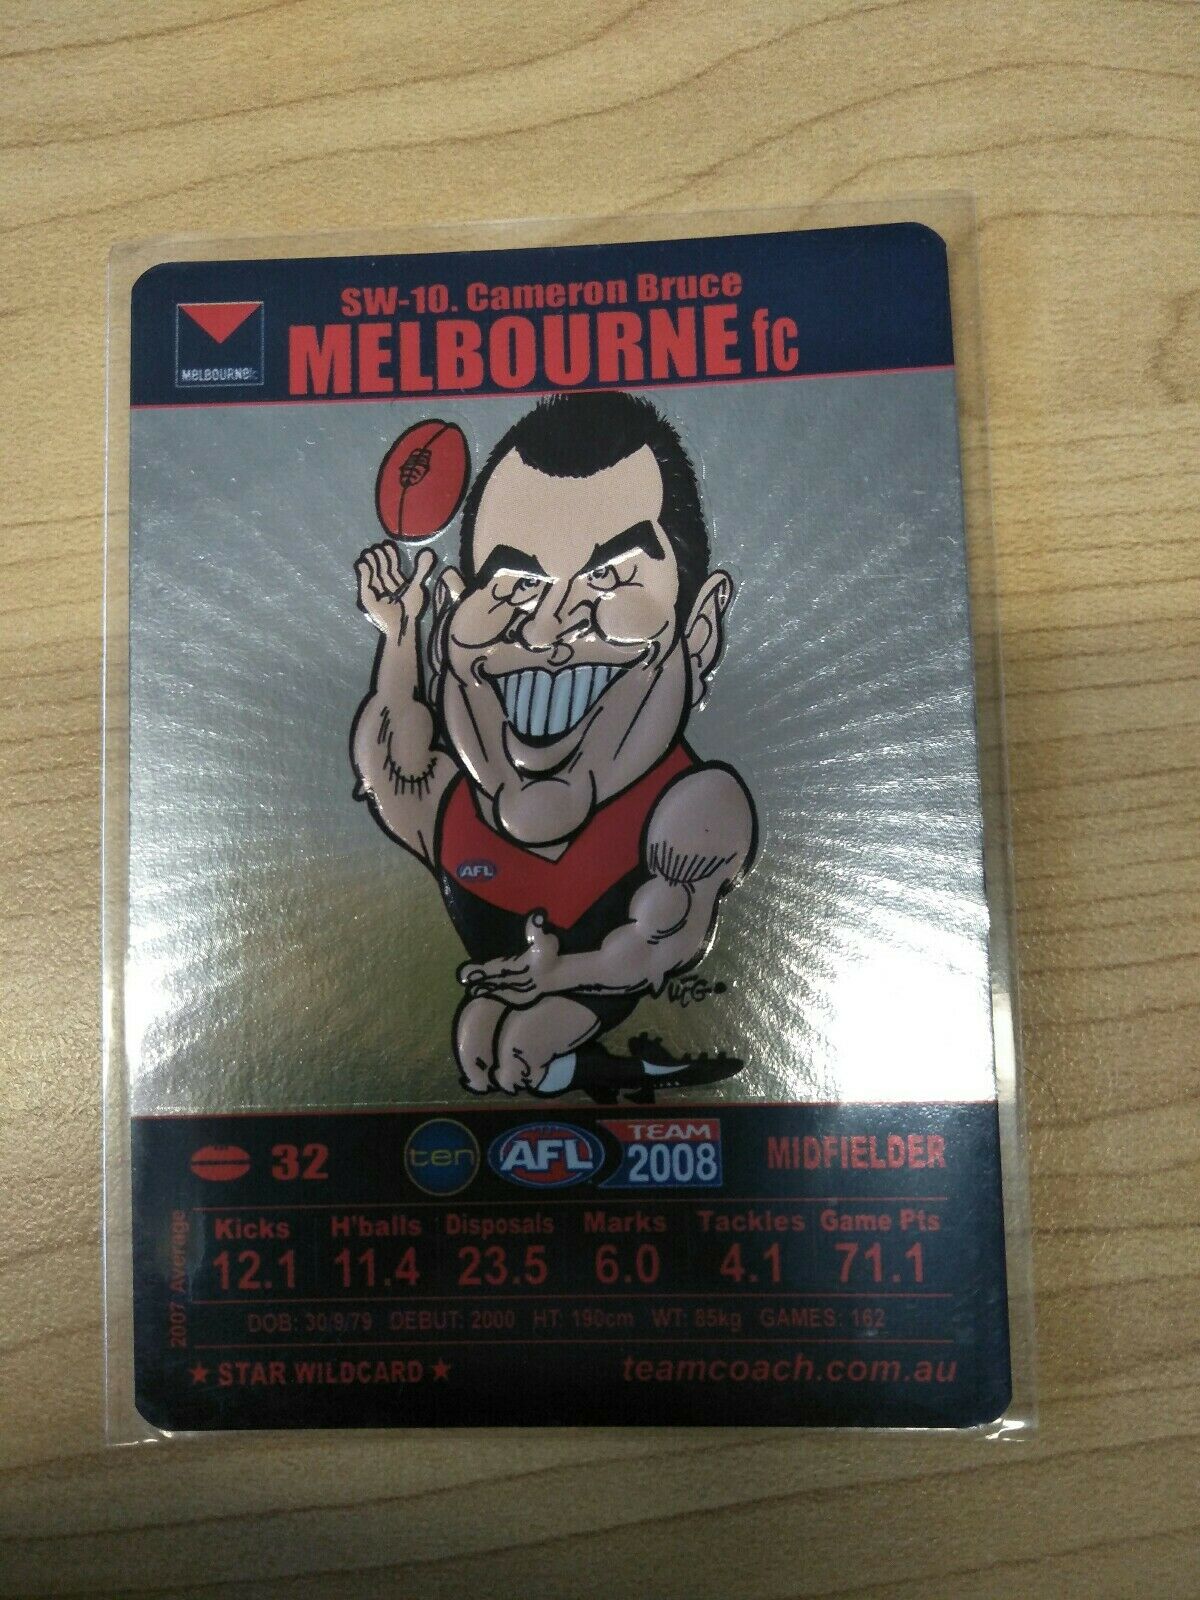 SW-10. Cameron Bruce
MELBOURNE fc
MELBOURNEfc
AFL
WEG
32
ten
AFL
TEAM
2008
MIDFIELDER
2007 Average
Kicks H'balls Disposals Marks Tackles Game Pts
12.1 11.4 23.5 6.0 4.1 71.1
DOB: 30/9/79 DEBUT: 2000 HT: 190cm WT: 85kg GAMES: 162
★ STAR WILDCARD ★
teamcoach.com.au